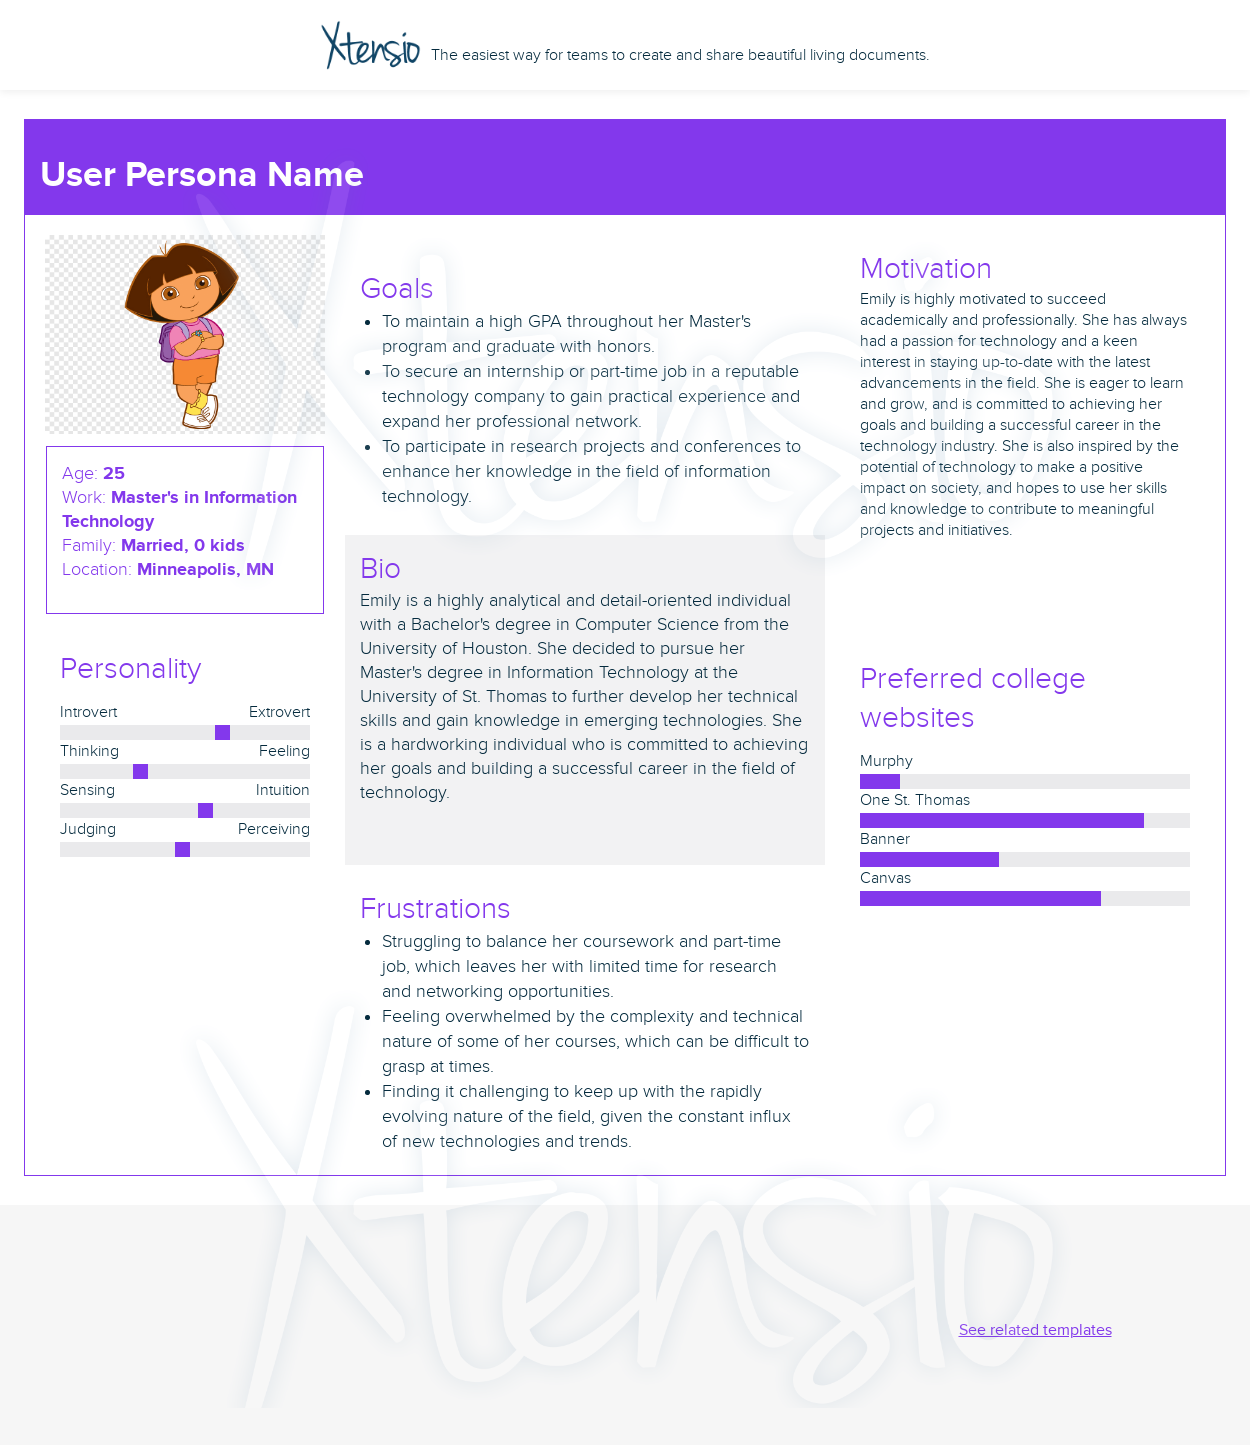 Xtensio The easiest way for teams to create and share beautiful living documents.
User Persona Name
Age: 25
Work: Master's in Information
Technology
Family: Married, 0 kids
Location: Minneapolis, MN
Personality
Introvert Extrovert
Thinking Feeling
Sensing Intuition
Judging Perceiving
Goals
To maintain a high GPA throughout her Master's
program and graduate with honors.
To secure an internship or part-time job in a reputable
technology company to gain practical experience and
expand her professional network.
To participate in research projects and conferences to
enhance her knowledge in the field of information
technology.
Bio
Emily is a highly analytical and detail-oriented individual
with a Bachelor's degree in Computer Science from the
University of Houston. She decided to pursue her
Master's degree in Information Technology at the
University of St. Thomas to further develop her technical
skills and gain knowledge in emerging technologies. She
is a hardworking individual who is committed to achieving
her goals and building a successful career in the field of
technology.
Frustrations
Struggling to balance her coursework and part-time
job, which leaves her with limited time for research
and networking opportunities.
Feeling overwhelmed by the complexity and technical
nature of some of her courses, which can be difficult to
grasp at times.
Finding it challenging to keep up with the rapidly
evolving nature of the field, given the constant influx
of new technologies and trends.
Motivation
Emily is highly motivated to succeed
academically and professionally. She has always
had a passion for technology and a keen
interest in staying up-to-date with the latest
advancements in the field. She is eager to learn
and grow, and is committed to achieving her
goals and building a successful career in the
technology industry. She is also inspired by the
potential of technology to make a positive
impact on society, and hopes to use her skills
and knowledge to contribute to meaningful
projects and initiatives.
Preferred college
websites
Murphy
One St. Thomas
Banner
Canvas
Xtensio
Xtensio
See related templates